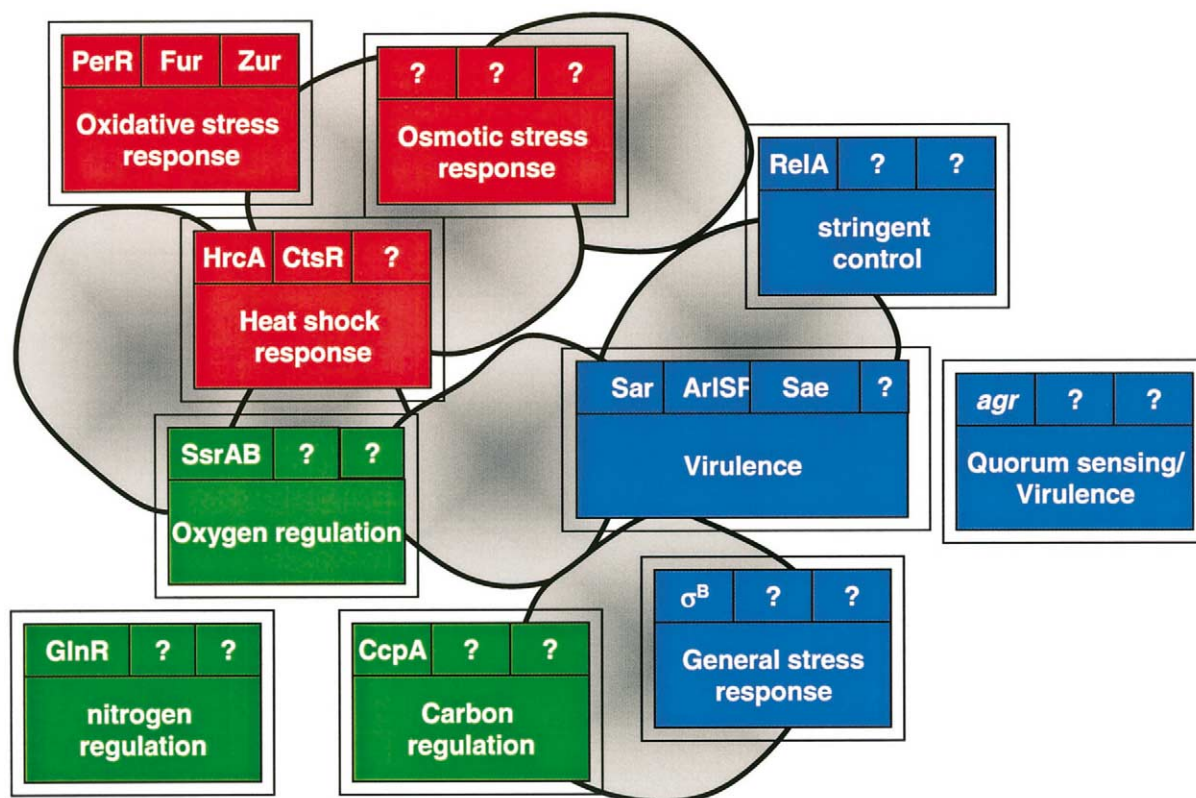 PerR Fur Zur
Oxidative stress
response
? ? ?
Osmotic stress
response
RelA ? ?
stringent
control
HrcA CtsR ?
Heat shock
response
Sar ArlSR Sae ?
Virulence
agr ? ?
Quorum sensing/
Virulence
SsrAB ? ?
Oxygen regulation
σB ? ?
General stress
response
GlnR ? ?
nitrogen
regulation
CcpA ? ?
Carbon
regulation